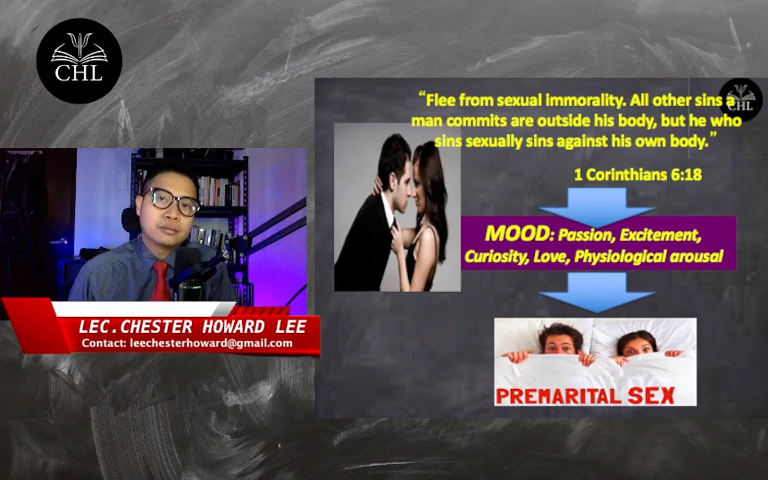 CHL
"Flee from sexual immorality. All other sins a
CHL
man commits are outside his body, but he who
sins sexually sins against his own body."
1 Corinthians 6:18
MOOD: Passion, Excitement,
Curiosity, Love, Physiological arousal
LEC.CHESTER HOWARD LEE
Contact: leechesterhoward@gmail.com
PREMARITAL SEX